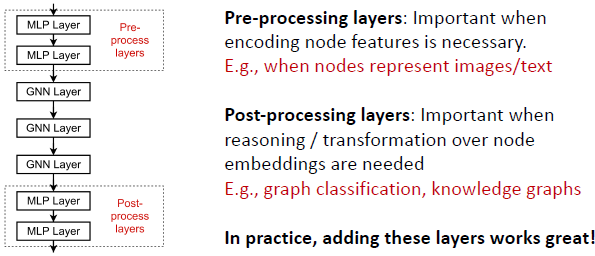 MLP Layer
MLP Layer
Pre-
process
layers
GNN Layer
GNN Layer
GNN Layer
MLP Layer
MLP Layer
Post-
process
layers
Pre-processing layers: Important when
encoding node features is necessary.
E.g., when nodes represent images/text
Post-processing layers: Important when
reasoning / transformation over node
embeddings are needed
E.g., graph classification, knowledge graphs
In practice, adding these layers works great!